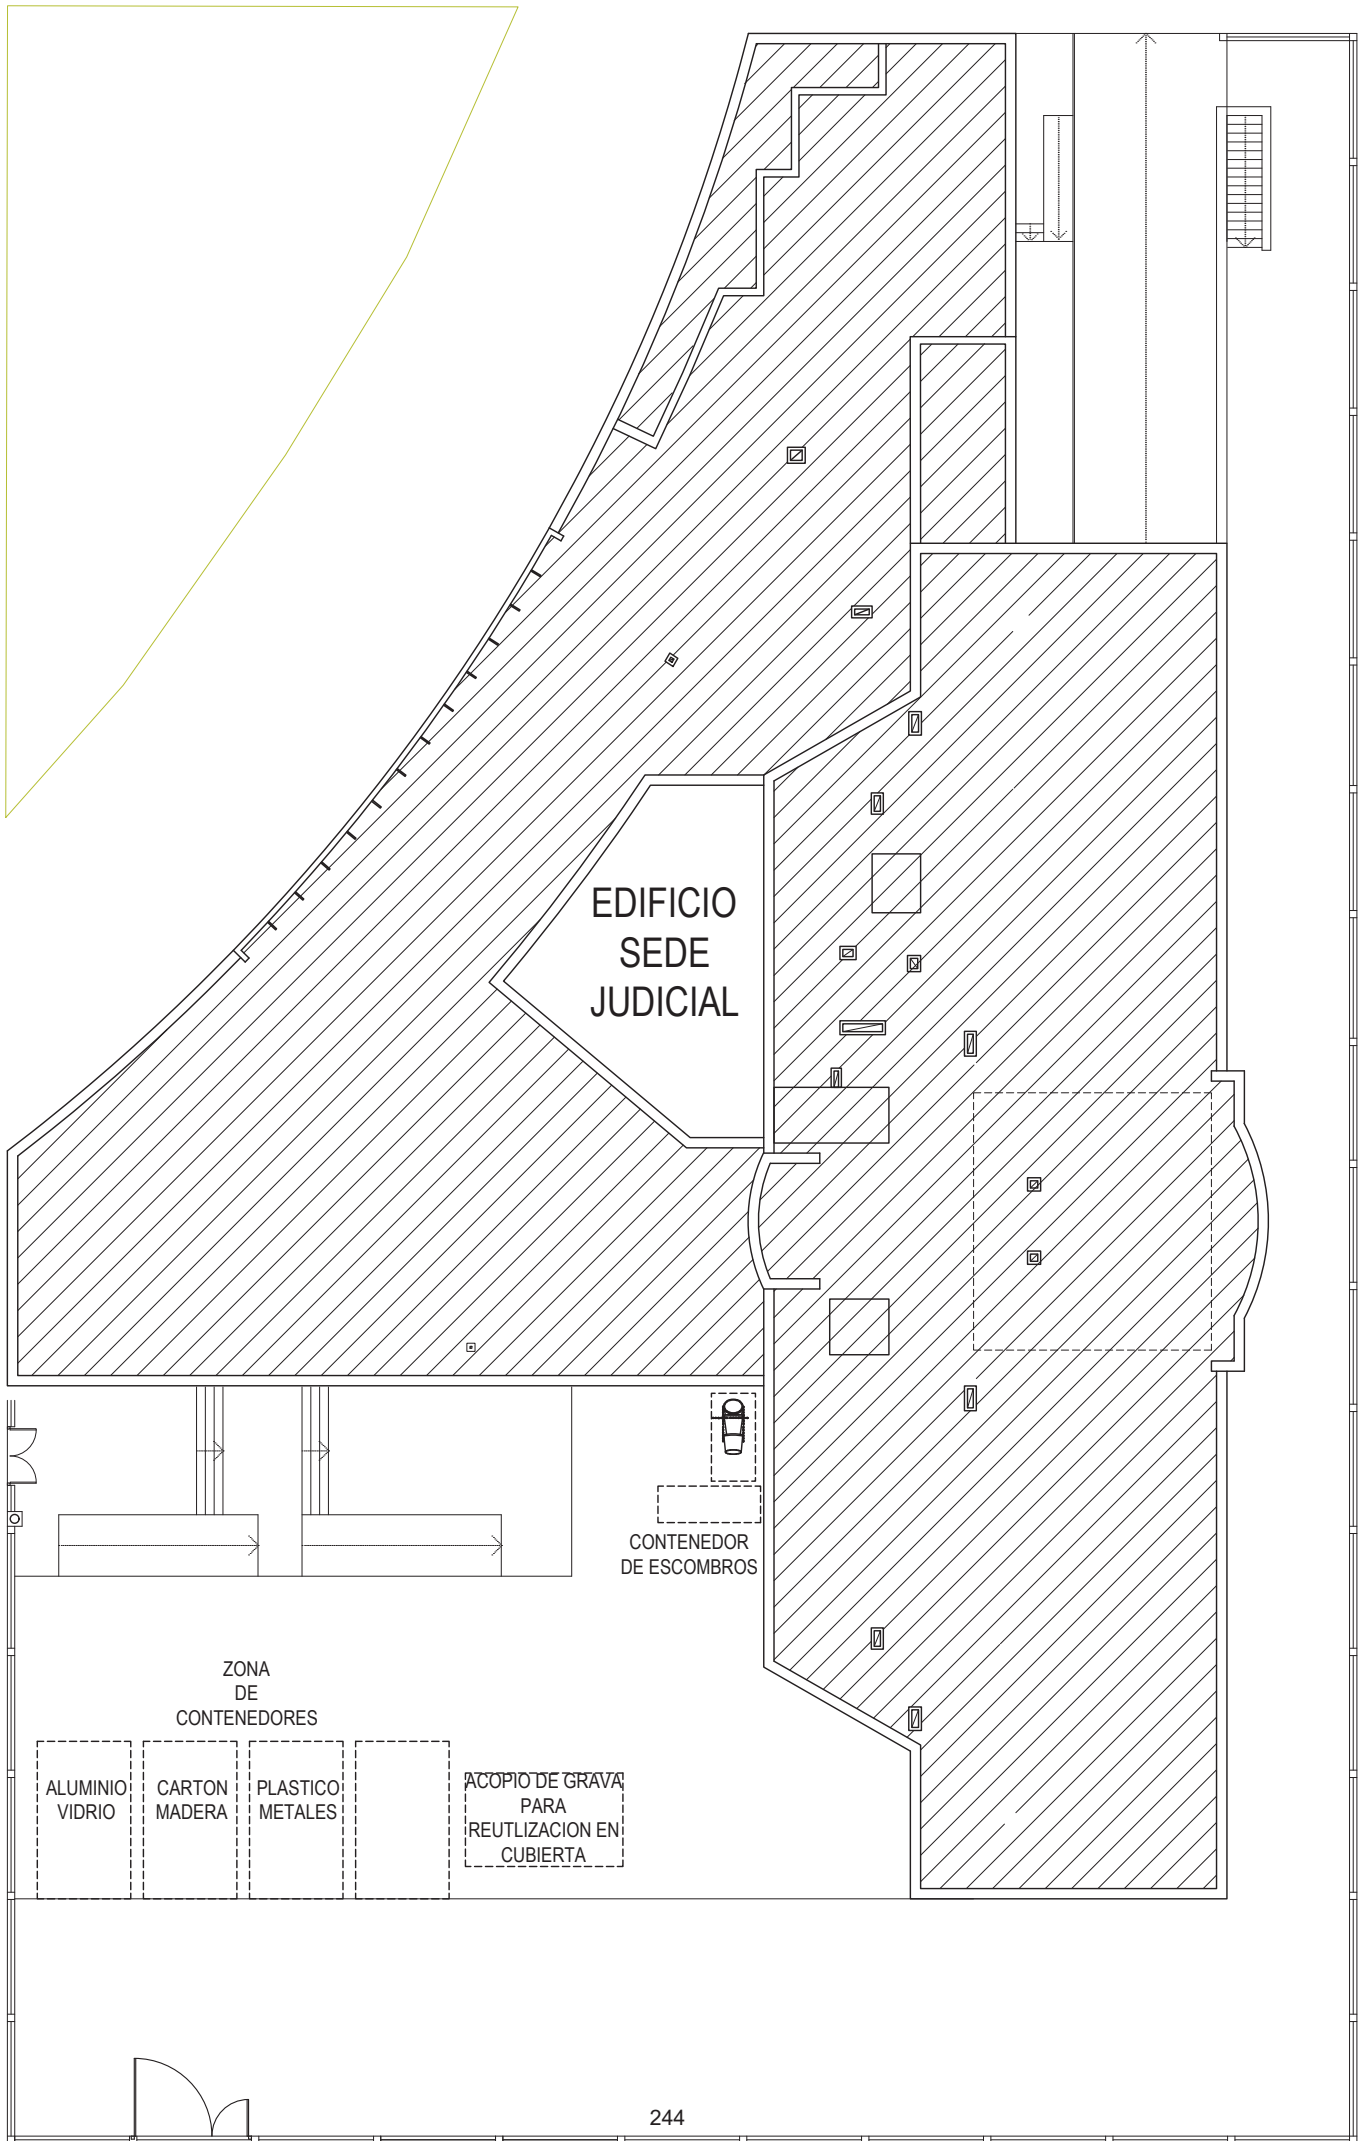 EDIFICIO
SEDE
JUDICIAL
CONTENEDOR
DE ESCOMBROS
ZONA
DE
CONTENEDORES
ALUMINIO
VIDRIO
CARTON
MADERA
PLASTICO
METALES
ACOPIO DE GRAVA
PARA
REUTLIZACION EN
CUBIERTA
244